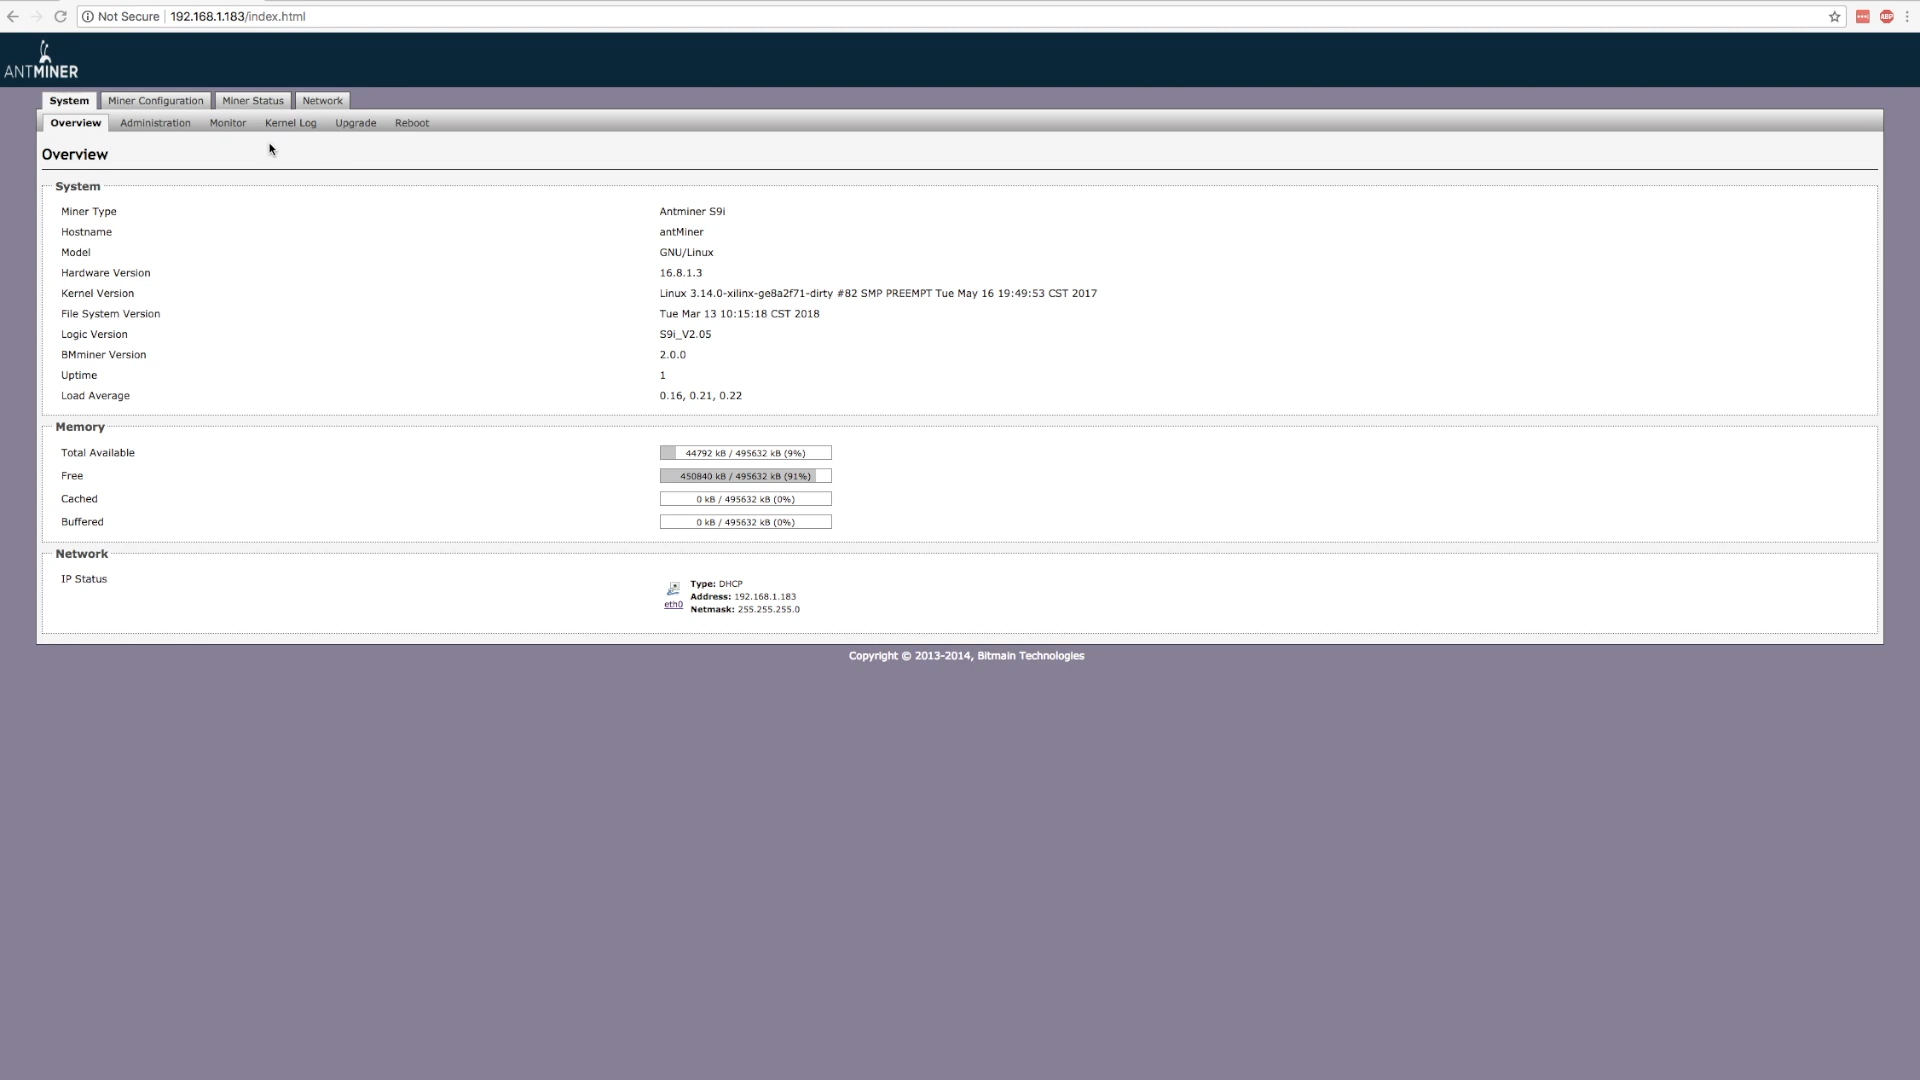 Not Secure 192.168.1.183/index.html ABP
ANTMINER
System Miner Configuration Miner Status Network
Overview Administration Monitor Kernel Log Upgrade Reboot
Overview
System
Miner Type Antminer S9i
Hostname antMiner
Model GNU/Linux
Hardware Version 16.8.1.3
Kernel Version Linux 3.14.0-xilinx-ge8a2f71-dirty #82 SMP PREEMPT Tue May 16 19:49:53 CST 2017
File System Version Tue Mar 13 10:15:18 CST 2018
Logic Version S9i_V2.05
BMminer Version 2.0.0
Uptime 1
Load Average 0.16, 0.21, 0.22
Memory
Total Available 44792 kB / 495632 kB (9%)
Free 450840 kB / 495632 kB (91%)
Cached 0 kB / 495632 kB (0%)
Buffered 0 kB / 495632 kB (0%)
Network
IP Status
Type: DHCP
Address: 192.168.1.183
eth0
Netmask: 255.255.255.0
Copyright © 2013-2014, Bitmain Technologies